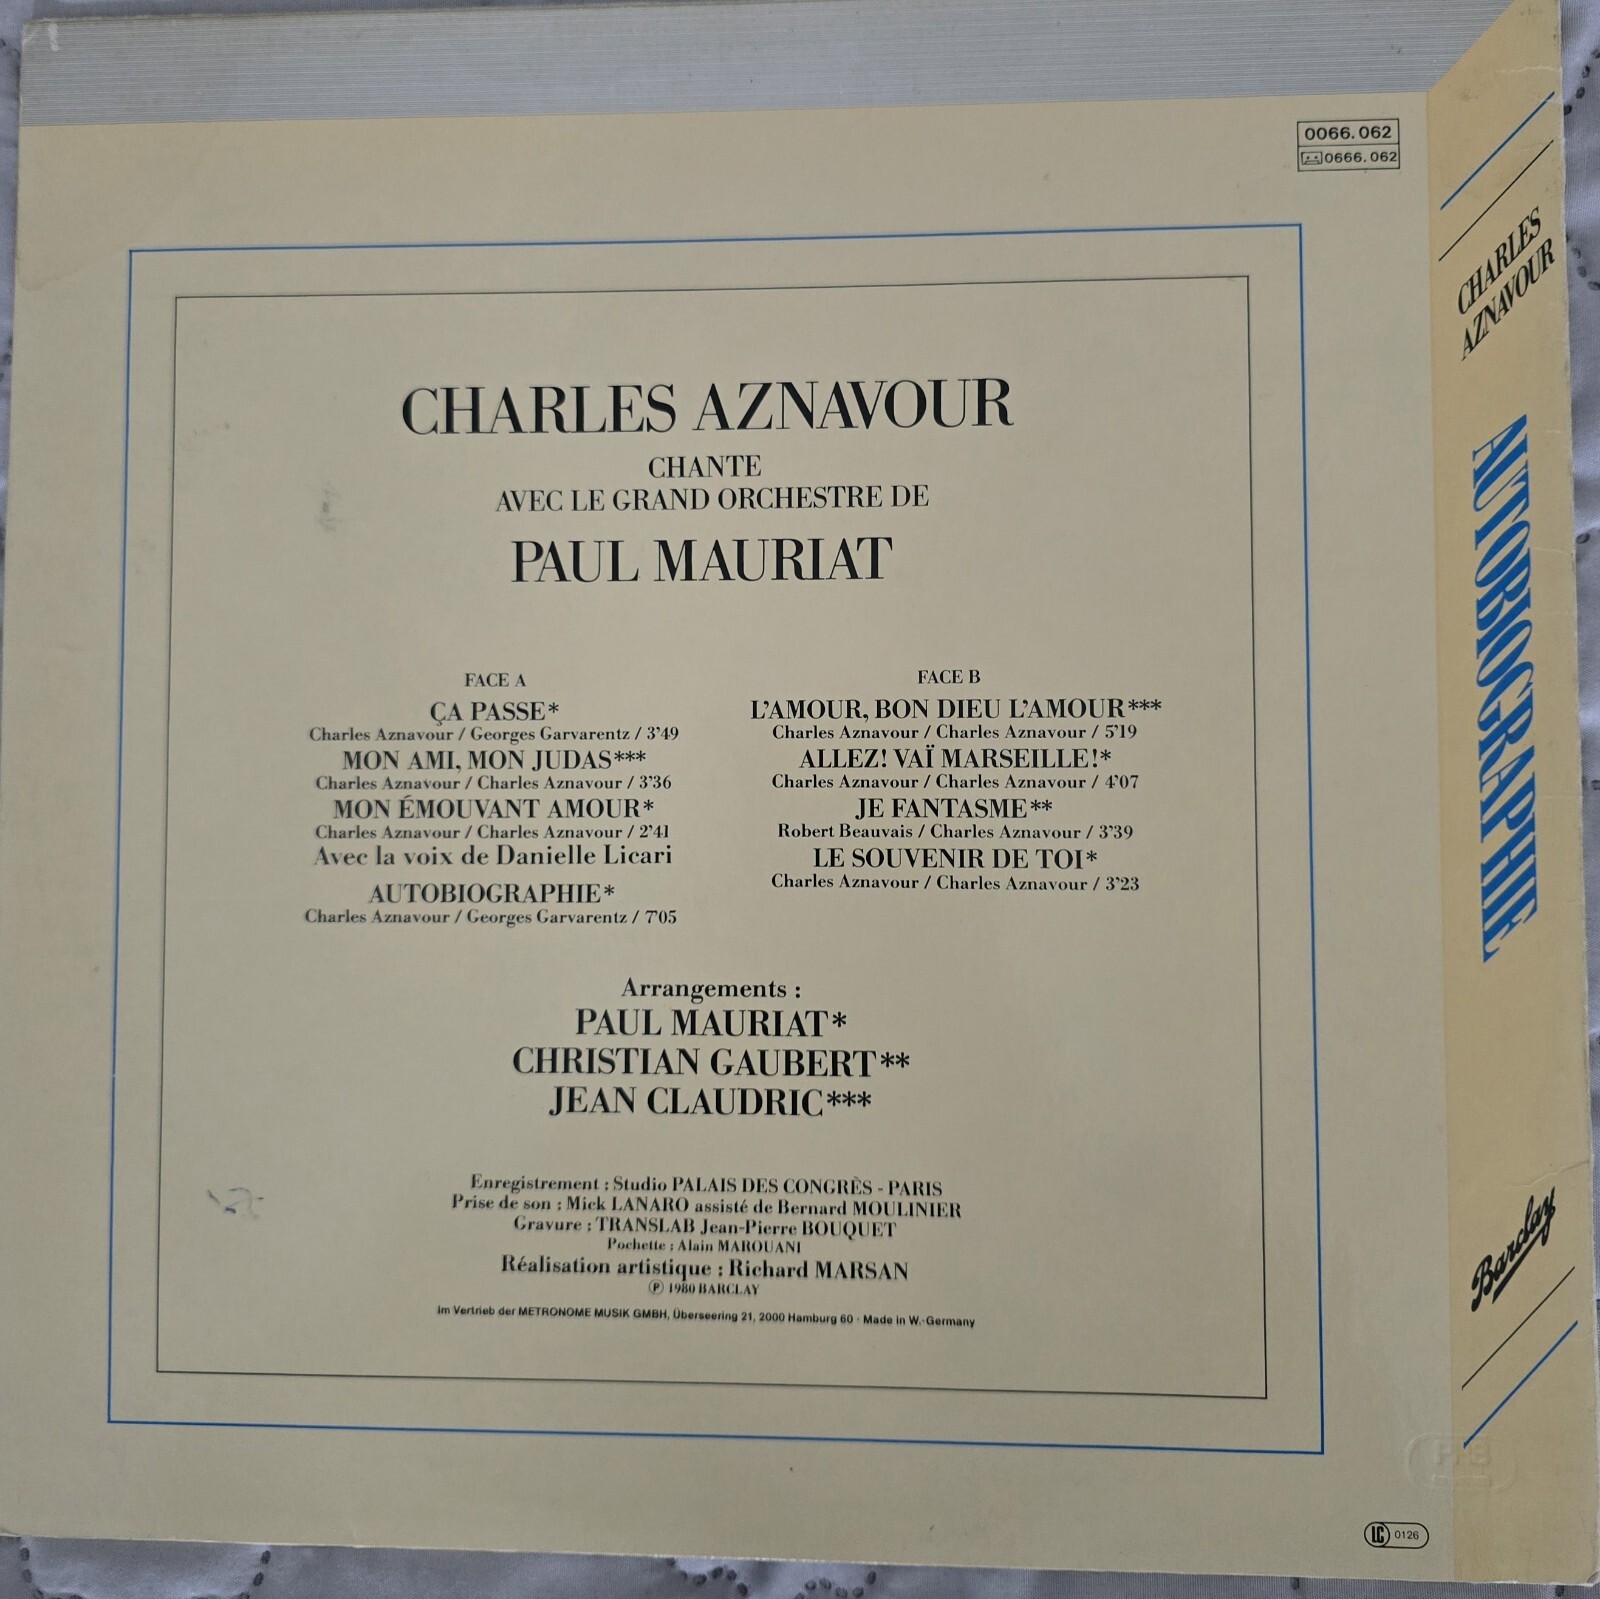 0066.062
0666.062
CHARLES AZNAVOUR
CHANTE
AVEC LE GRAND ORCHESTRE DE
PAUL MAURIAT
FACE A
ÇA PASSE*
Charles Aznavour / Georges Garvarentz / 3'49
MON AMI, MON JUDAS***
Charles Aznavour / Charles Aznavour / 3'36
MON ÉMOUVANT AMOUR*
Charles Aznavour / Charles Aznavour / 2'41
Avec la voix de Danielle Licari
AUTOBIOGRAPHIE*
Charles Aznavour / Georges Garvarentz / 7'05
FACE B
L'AMOUR, BON DIEU L'AMOUR***
Charles Aznavour / Charles Aznavour / 5'19
ALLEZ! VAÏ MARSEILLE!*
Charles Aznavour / Charles Aznavour / 4'07
JE FANTASME**
Robert Beauvais / Charles Aznavour / 3'39
LE SOUVENIR DE TOI*
Charles Aznavour / Charles Aznavour / 3'23
Arrangements :
PAUL MAURIAT*
CHRISTIAN GAUBERT**
JEAN CLAUDRIC***
Enregistrement : Studio PALAIS DES CONGRÈS - PARIS
Prise de son : Mick LANARO assisté de Bernard MOULINIER
Gravure : TRANSLAB Jean-Pierre BOUQUET
Pochette : Alain MAROUANI
Réalisation artistique : Richard MARSAN
℗ 1980 BARCLAY
Im Vertrieb der METRONOME MUSIK GMBH, Überseering 21, 2000 Hamburg 60 · Made in W.-Germany
CHARLES
AZNAVOUR
AUTOBIOGRAPHIE
Barclay
LC 0126